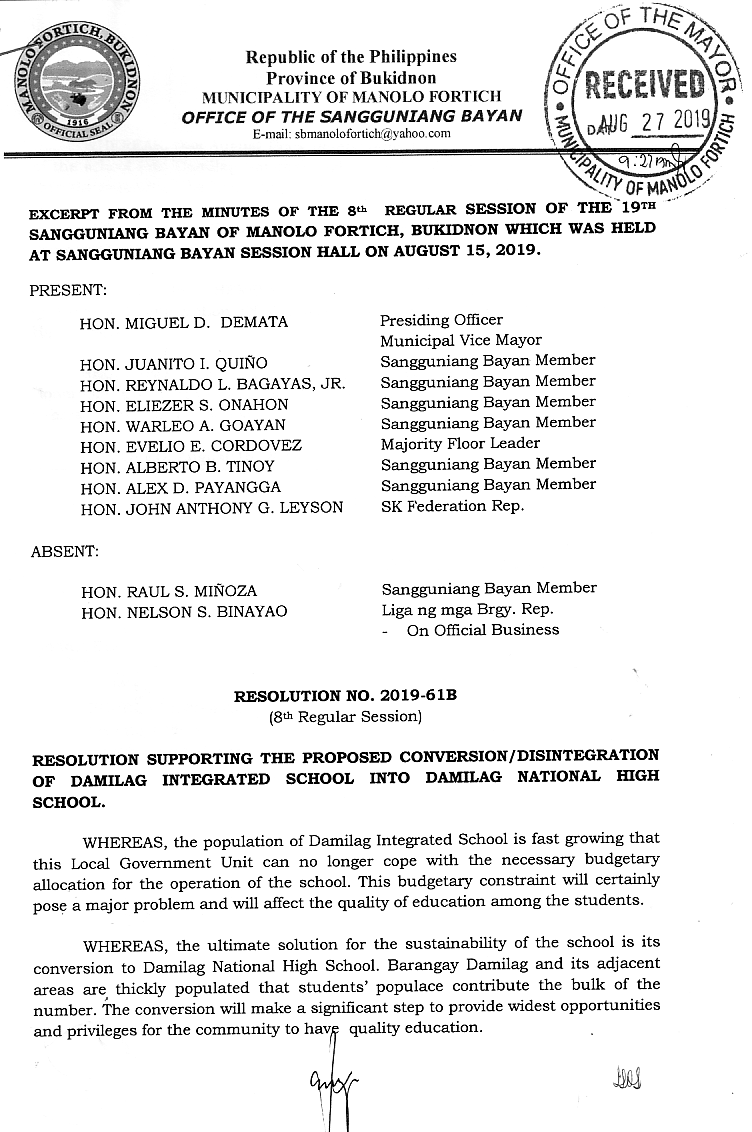 MANOLO FORTICH, BUKIDNON
1916
OFFICIAL SEAL
Republic of the Philippines
Province of Bukidnon
MUNICIPALITY OF MANOLO FORTICH
OFFICE OF THE SANGGUNIANG BAYAN
E-mail: sbmanolofortich@yahoo.com
OFFICE OF THE MAYOR
RECEIVED
AUG 27 2019
MUNICIPALITY OF MANOLO FORTICH
EXCERPT FROM THE MINUTES OF THE 8th REGULAR SESSION OF THE 19TH
SANGGUNIANG BAYAN OF MANOLO FORTICH, BUKIDNON WHICH WAS HELD
AT SANGGUNIANG BAYAN SESSION HALL ON AUGUST 15, 2019.
PRESENT:
HON. MIGUEL D. DEMATA Presiding Officer
Municipal Vice Mayor
HON. JUANITO I. QUIÑO Sangguniang Bayan Member
HON. REYNALDO L. BAGAYAS, JR. Sangguniang Bayan Member
HON. ELIEZER S. ONAHON Sangguniang Bayan Member
HON. WARLEO A. GOAYAN Sangguniang Bayan Member
HON. EVELIO E. CORDOVEZ Majority Floor Leader
HON. ALBERTO B. TINOY Sangguniang Bayan Member
HON. ALEX D. PAYANGGA Sangguniang Bayan Member
HON. JOHN ANTHONY G. LEYSON SK Federation Rep.
ABSENT:
HON. RAUL S. MIÑOZA Sangguniang Bayan Member
HON. NELSON S. BINAYAO Liga ng mga Brgy. Rep.
- On Official Business
RESOLUTION NO. 2019-61B
(8th Regular Session)
RESOLUTION SUPPORTING THE PROPOSED CONVERSION/DISINTEGRATION
OF DAMILAG INTEGRATED SCHOOL INTO DAMILAG NATIONAL HIGH
SCHOOL.
WHEREAS, the population of Damilag Integrated School is fast growing that
this Local Government Unit can no longer cope with the necessary budgetary
allocation for the operation of the school. This budgetary constraint will certainly
pose a major problem and will affect the quality of education among the students.
WHEREAS, the ultimate solution for the sustainability of the school is its
conversion to Damilag National High School. Barangay Damilag and its adjacent
areas are thickly populated that students' populace contribute the bulk of the
number. The conversion will make a significant step to provide widest opportunities
and privileges for the community to have quality education.